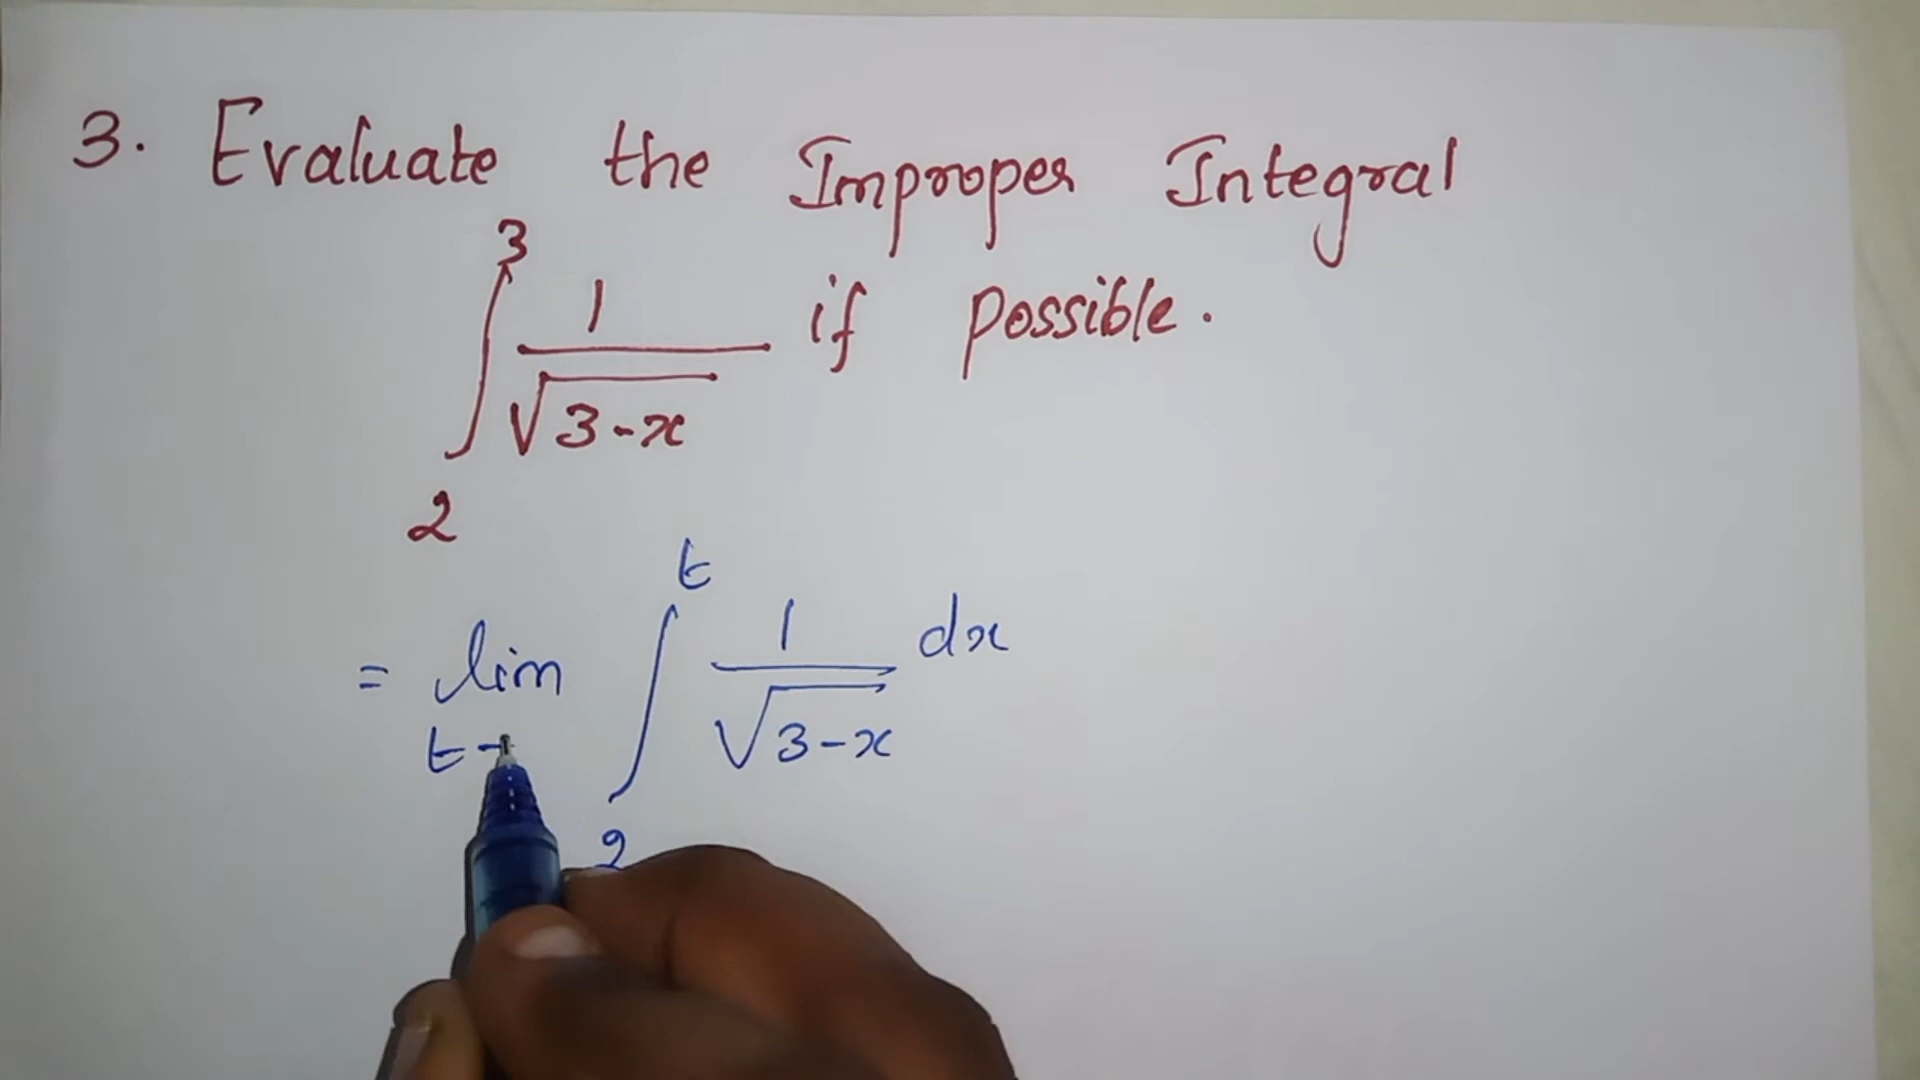 3. Evaluate the Improper Integral
∫₂³ 1/√(3-x) if possible.
= lim t→ ∫₂ᵗ 1/√(3-x) dx